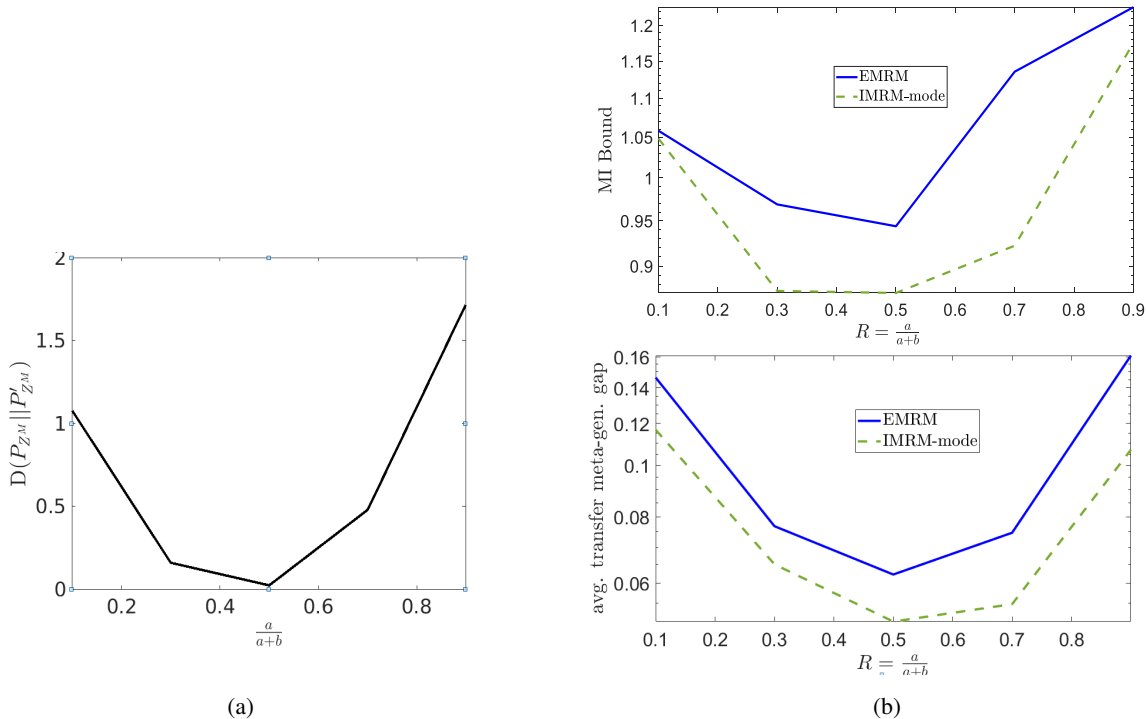 2
1.5
1
0.5
0
D(P_{Z^M}||P'_{Z^M})
0.2 0.4 0.6 0.8
a/(a+b)
(a)
1.2
1.15
1.1
1.05
1
0.95
0.9
MI Bound
EMRM
IMRM-mode
0.1 0.2 0.3 0.4 0.5 0.6 0.7 0.8 0.9
R = a/(a+b)
0.16
0.14
0.12
0.1
0.08
0.06
avg. transfer meta-gen. gap
EMRM
IMRM-mode
0.1 0.2 0.3 0.4 0.5 0.6 0.7 0.8
R = a/(a+b)
(b)